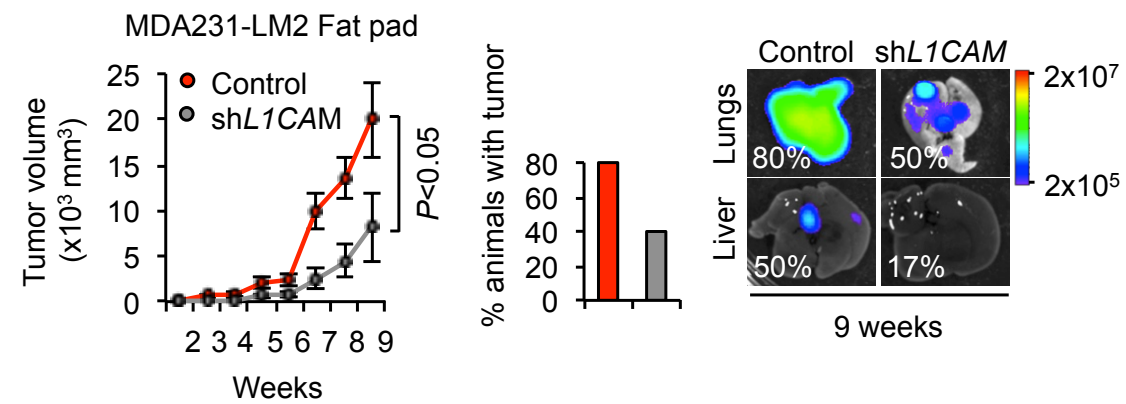 MDA231-LM2 Fat pad
Tumor volume
(x10³ mm³)
25
20
15
10
5
0
Control
shL1CAM
P<0.05
2 3 4 5 6 7 8 9
Weeks
% animals with tumor
80
60
40
20
0
Control shL1CAM
Lungs
80% 50%
Liver
50% 17%
2x10⁷
2x10⁵
9 weeks